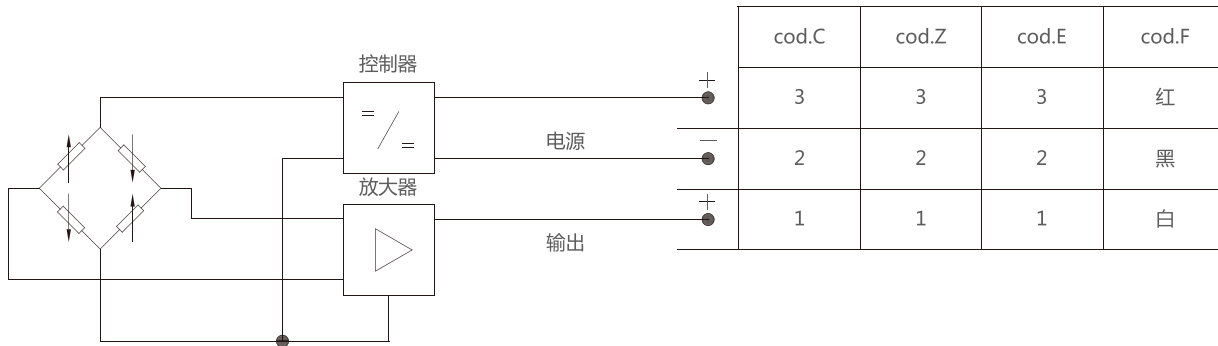 cod.C cod.Z cod.E cod.F
控制器
+ 3 3 3 红
电源
− 2 2 2 黑
放大器
+ 1 1 1 白
输出